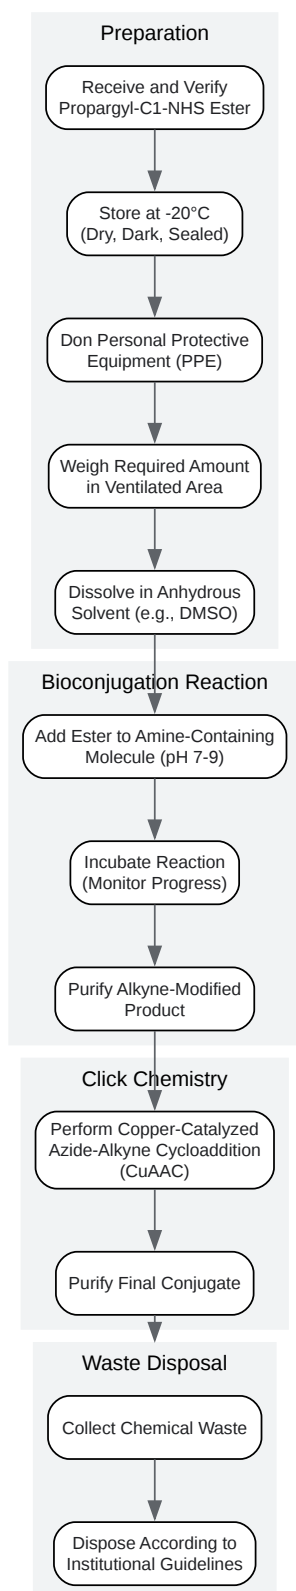 Preparation
Receive and Verify
Propargyl-C1-NHS Ester
Store at -20°C
(Dry, Dark, Sealed)
Don Personal Protective
Equipment (PPE)
Weigh Required Amount
in Ventilated Area
Dissolve in Anhydrous
Solvent (e.g., DMSO)
Bioconjugation Reaction
Add Ester to Amine-Containing
Molecule (pH 7-9)
Incubate Reaction
(Monitor Progress)
Purify Alkyne-Modified
Product
Click Chemistry
Perform Copper-Catalyzed
Azide-Alkyne Cycloaddition
(CuAAC)
Purify Final Conjugate
Waste Disposal
Collect Chemical Waste
Dispose According to
Institutional Guidelines